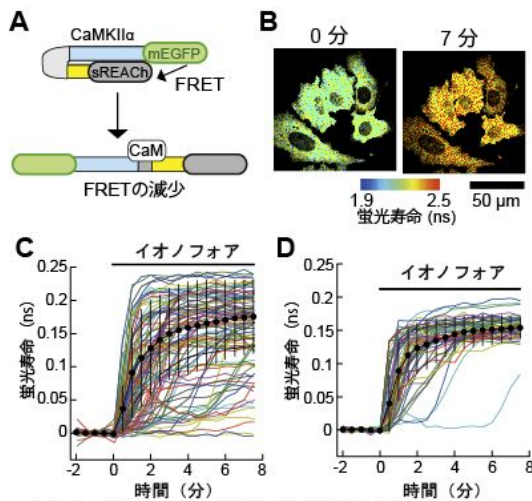 A
CaMKIIα
mEGFP
sREACh
FRET
CaM
FRETの減少
B
0 分
7 分
1.9
2.5
蛍光寿命 (ns)
50 µm
C
イオノフォア
0.25
0.2
0.15
0.1
0.05
0
蛍光寿命 (ns)
-2
0
2
4
6
8
時間（分）
D
イオノフォア
0.25
0.2
0.15
0.1
0.05
0
蛍光寿命 (ns)
-2
0
2
4
6
8
時間（分）